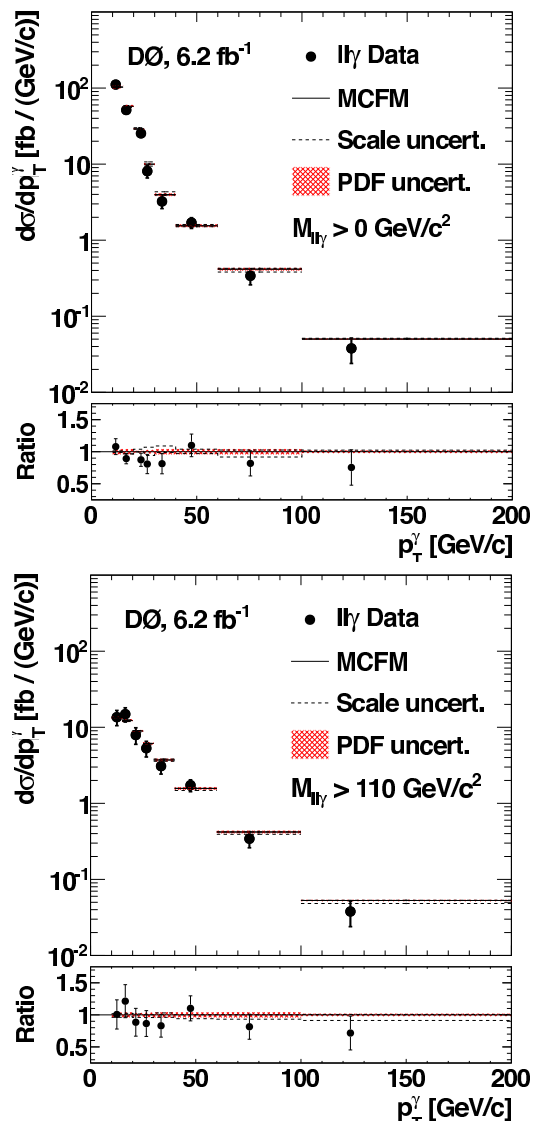 DØ, 6.2 fb⁻¹
llγ Data
MCFM
Scale uncert.
PDF uncert.
M_llγ > 0 GeV/c²
dσ/dp_T^γ [fb / (GeV/c)]
10²
10
1
10⁻¹
10⁻²
Ratio
1.5
1
0.5
0 50 100 150 200
p_T^γ [GeV/c]
DØ, 6.2 fb⁻¹
llγ Data
MCFM
Scale uncert.
PDF uncert.
M_llγ > 110 GeV/c²
dσ/dp_T^γ [fb / (GeV/c)]
10²
10
1
10⁻¹
10⁻²
Ratio
1.5
1
0.5
0 50 100 150 200
p_T^γ [GeV/c]